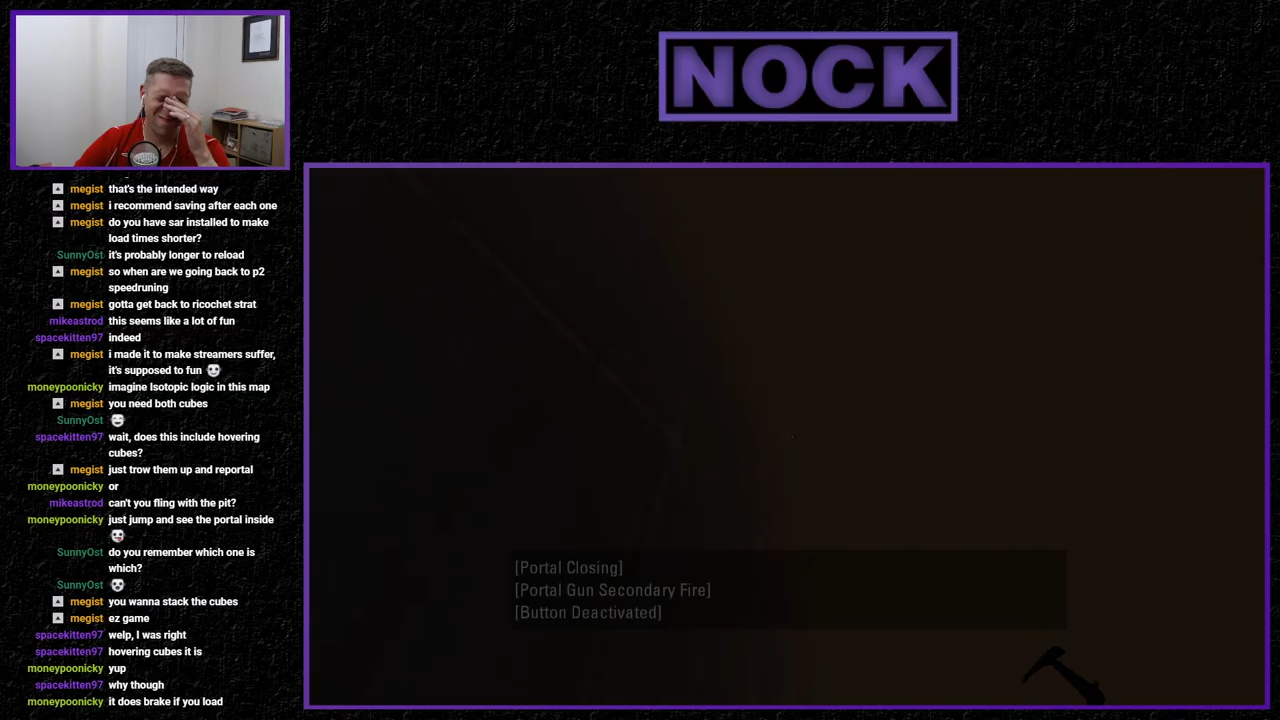 NOCK
megist that's the intended way
megist i recommend saving after each one
megist do you have sar installed to make
load times shorter?
SunnyOst it's probably longer to reload
megist so when are we going back to p2
speedruning
megist gotta get back to ricochet strat
mikeastrod this seems like a lot of fun
spacekitten97 indeed
megist i made it to make streamers suffer,
it's supposed to fun
moneypoonicky imagine Isotopic logic in this map
megist you need both cubes
SunnyOst
spacekitten97 wait, does this include hovering
cubes?
megist just trow them up and reportal
moneypoonicky or
mikeastrod can't you fling with the pit?
moneypoonicky just jump and see the portal inside
SunnyOst do you remember which one is
which?
SunnyOst
megist you wanna stack the cubes
megist ez game
spacekitten97 welp, I was right
spacekitten97 hovering cubes it is
moneypoonicky yup
spacekitten97 why though
moneypoonicky it does brake if you load
[Portal Closing]
[Portal Gun Secondary Fire]
[Button Deactivated]